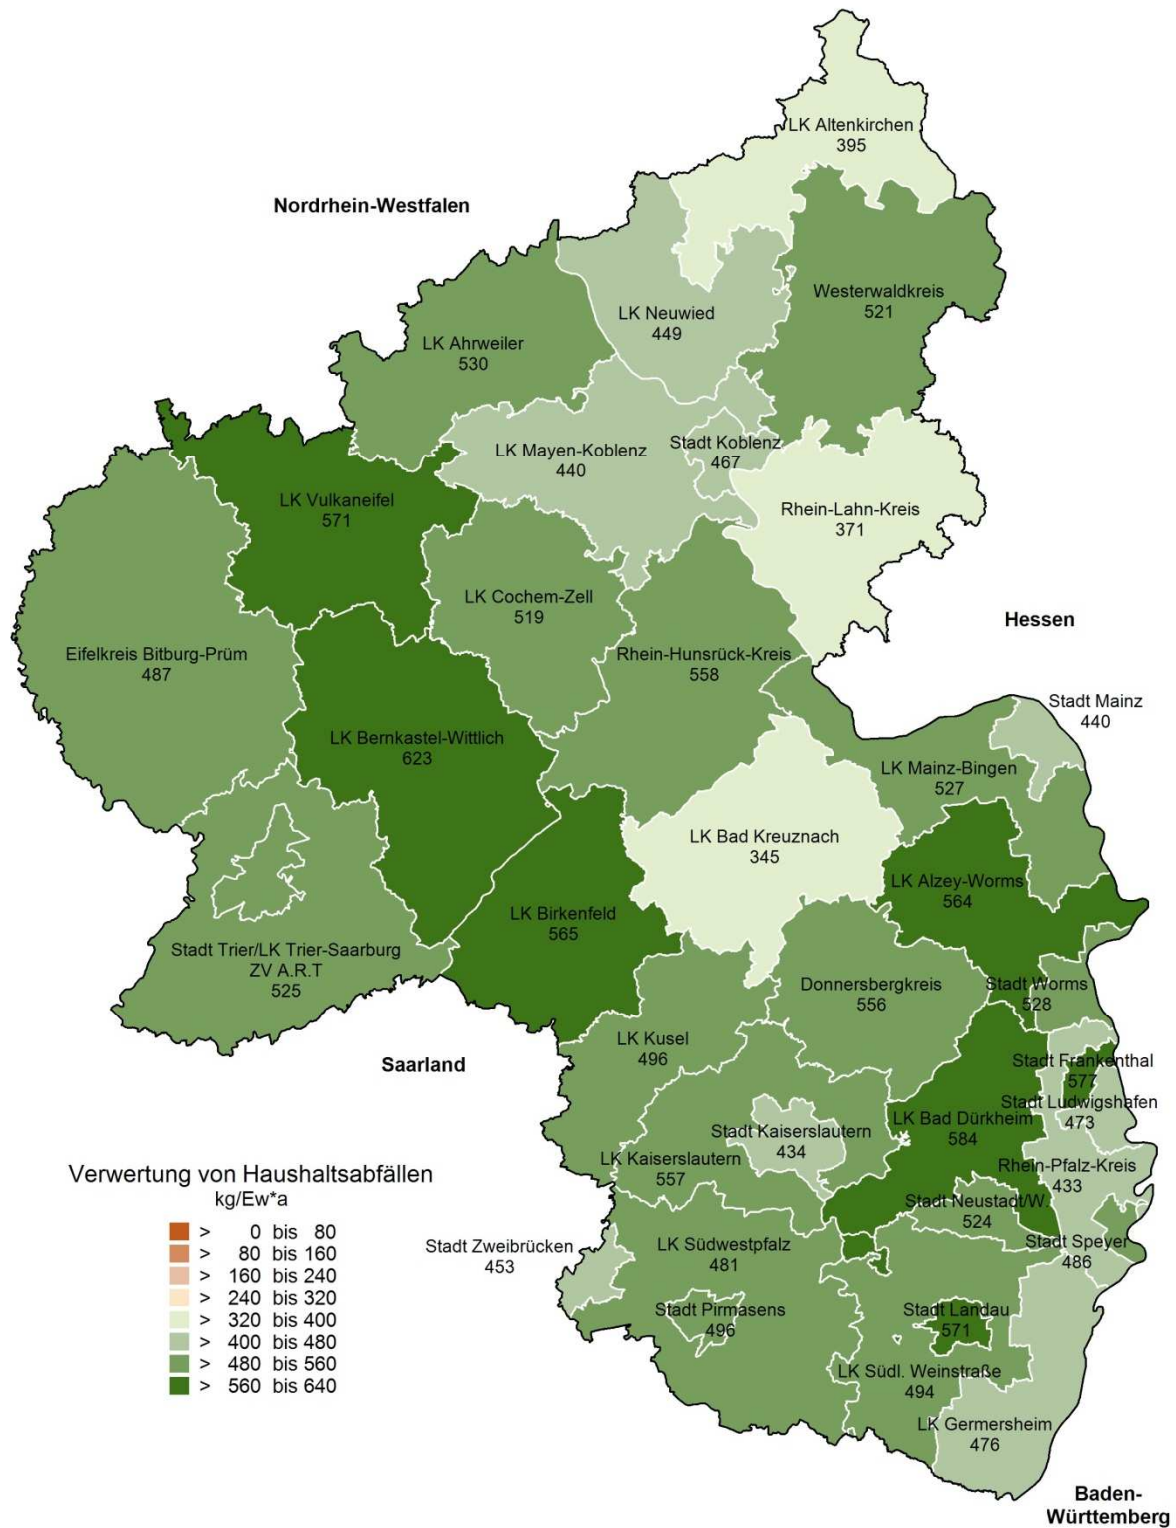 LK Altenkirchen
395
Nordrhein-Westfalen
Westerwaldkreis
521
LK Neuwied
449
LK Ahrweiler
530
Stadt Koblenz
467
LK Mayen-Koblenz
440
LK Vulkaneifel
571
Rhein-Lahn-Kreis
371
LK Cochem-Zell
519
Hessen
Eifelkreis Bitburg-Prüm
487
Rhein-Hunsrück-Kreis
558
Stadt Mainz
440
LK Bernkastel-Wittlich
623
LK Mainz-Bingen
527
LK Bad Kreuznach
345
LK Alzey-Worms
564
LK Birkenfeld
565
Stadt Trier/LK Trier-Saarburg
ZV A.R.T
525
Donnersbergkreis
556
Stadt Worms
528
LK Kusel
496
Saarland
Stadt Frankenthal
577
Stadt Ludwigshafen
473
LK Bad Dürkheim
584
Stadt Kaiserslautern
434
LK Kaiserslautern
557
Rhein-Pfalz-Kreis
433
Stadt Neustadt/W.
524
Stadt Speyer
486
Stadt Zweibrücken
453
LK Südwestpfalz
481
Stadt Pirmasens
496
Stadt Landau
571
LK Südl. Weinstraße
494
LK Germersheim
476
Baden-
Württemberg
Verwertung von Haushaltsabfällen
kg/Ew*a
> 0 bis 80
> 80 bis 160
> 160 bis 240
> 240 bis 320
> 320 bis 400
> 400 bis 480
> 480 bis 560
> 560 bis 640